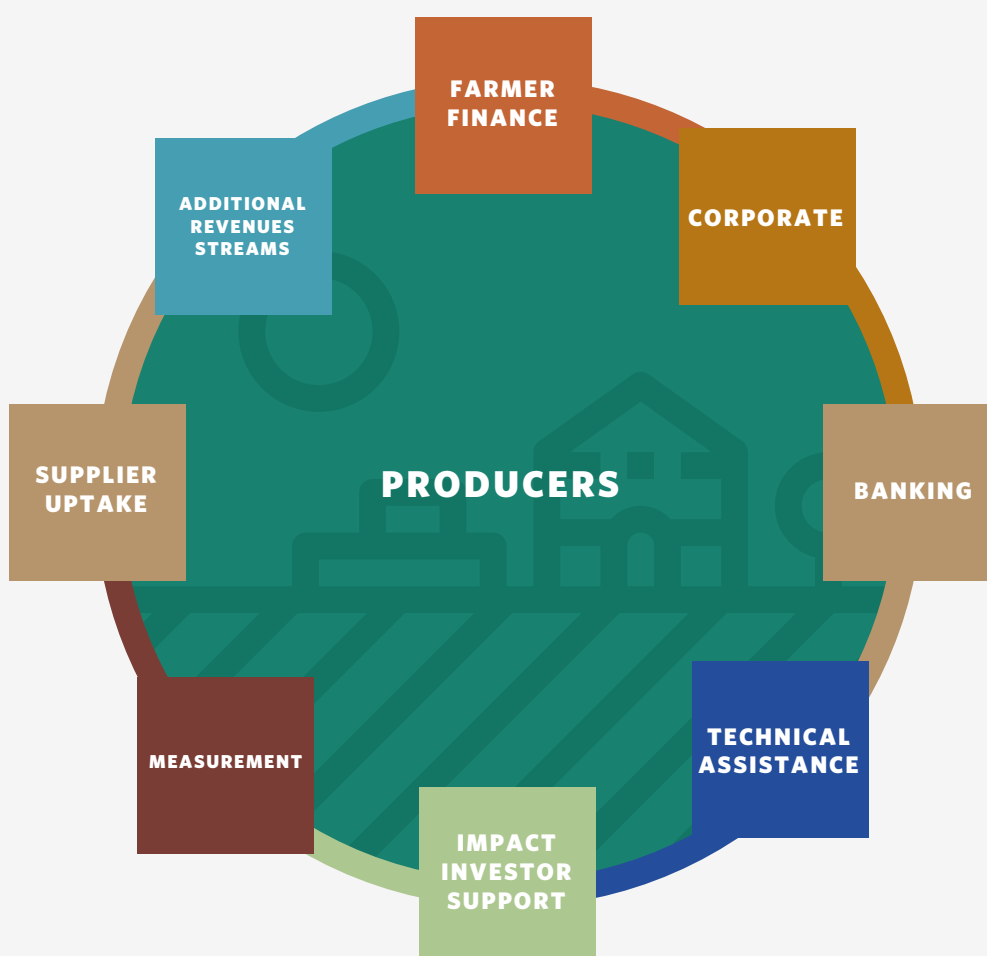 FARMER
FINANCE
CORPORATE
ADDITIONAL
REVENUES
STREAMS
SUPPLIER
UPTAKE
PRODUCERS
BANKING
MEASUREMENT
TECHNICAL
ASSISTANCE
IMPACT
INVESTOR
SUPPORT